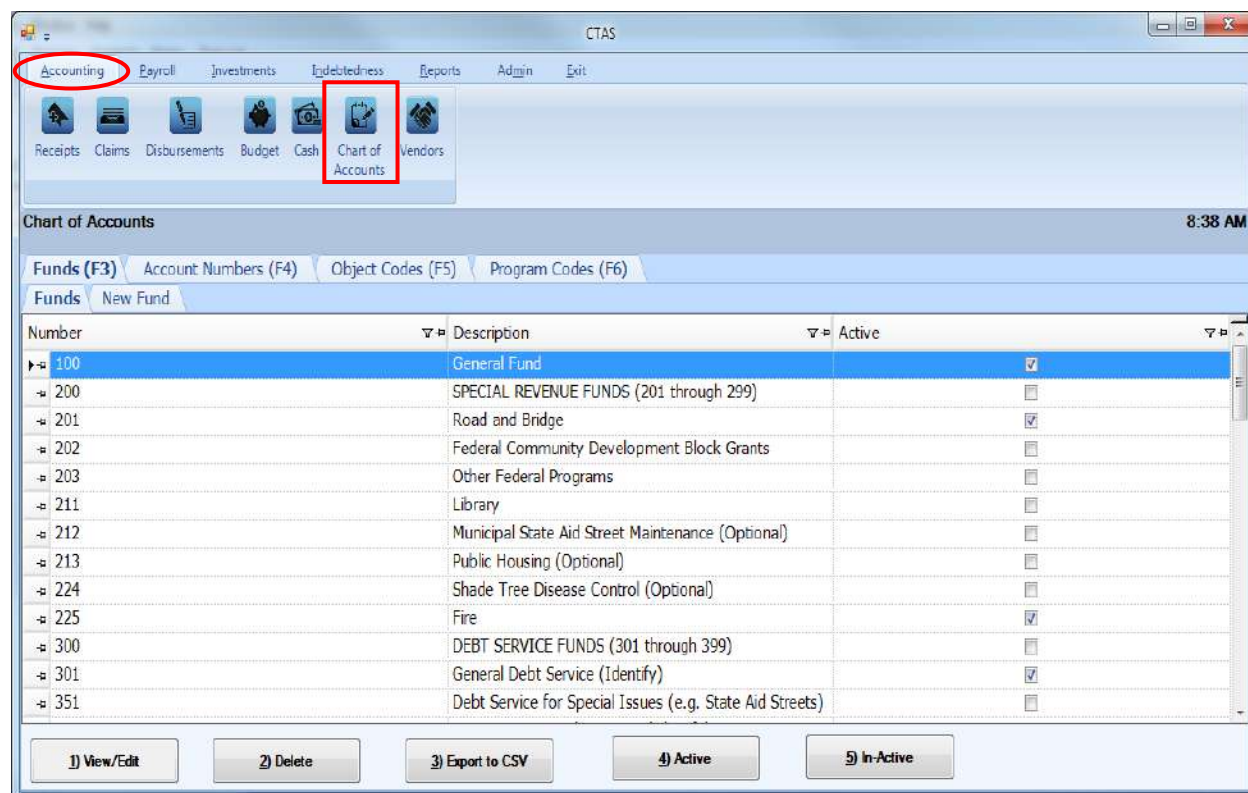 CTAS
Accounting Payroll Investments Indebtedness Reports Admin Exit
Receipts Claims Disbursements Budget Cash Chart of Accounts Vendors
Chart of Accounts 8:38 AM
Funds (F3) Account Numbers (F4) Object Codes (F5) Program Codes (F6)
Funds New Fund
Number Description Active
100 General Fund
200 SPECIAL REVENUE FUNDS (201 through 299)
201 Road and Bridge
202 Federal Community Development Block Grants
203 Other Federal Programs
211 Library
212 Municipal State Aid Street Maintenance (Optional)
213 Public Housing (Optional)
224 Shade Tree Disease Control (Optional)
225 Fire
300 DEBT SERVICE FUNDS (301 through 399)
301 General Debt Service (Identify)
351 Debt Service for Special Issues (e.g. State Aid Streets)
1) View/Edit 2) Delete 3) Export to CSV 4) Active 5) In-Active